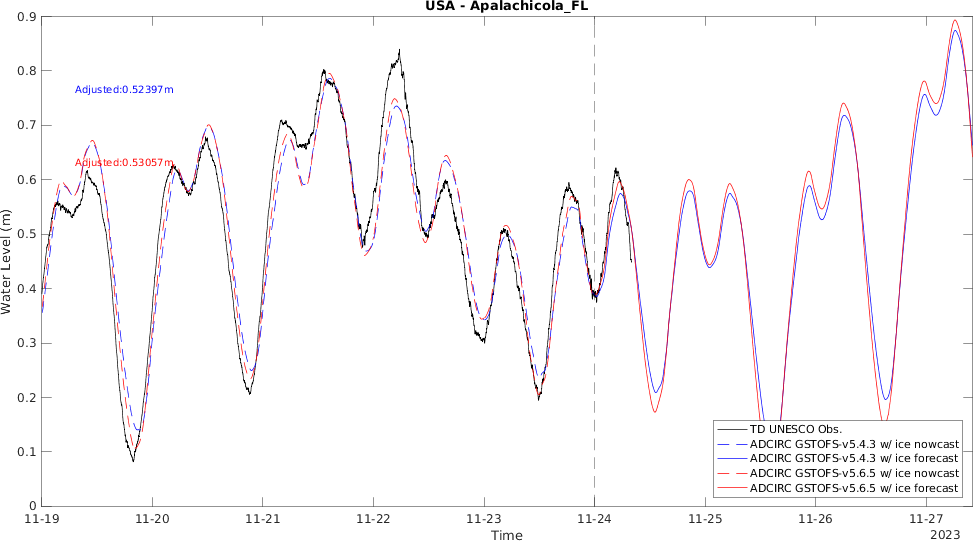 USA - Apalachicola_FL
0.9
0.8
0.7
0.6
0.5
0.4
0.3
0.2
0.1
0
Water Level (m)
Adjusted:0.52397m
Adjusted:0.53057m
TD UNESCO Obs.
ADCIRC GSTOFS-v5.4.3 w/ ice nowcast
ADCIRC GSTOFS-v5.4.3 w/ ice forecast
ADCIRC GSTOFS-v5.6.5 w/ ice nowcast
ADCIRC GSTOFS-v5.6.5 w/ ice forecast
11-19 11-20 11-21 11-22 11-23 11-24 11-25 11-26 11-27
Time
2023